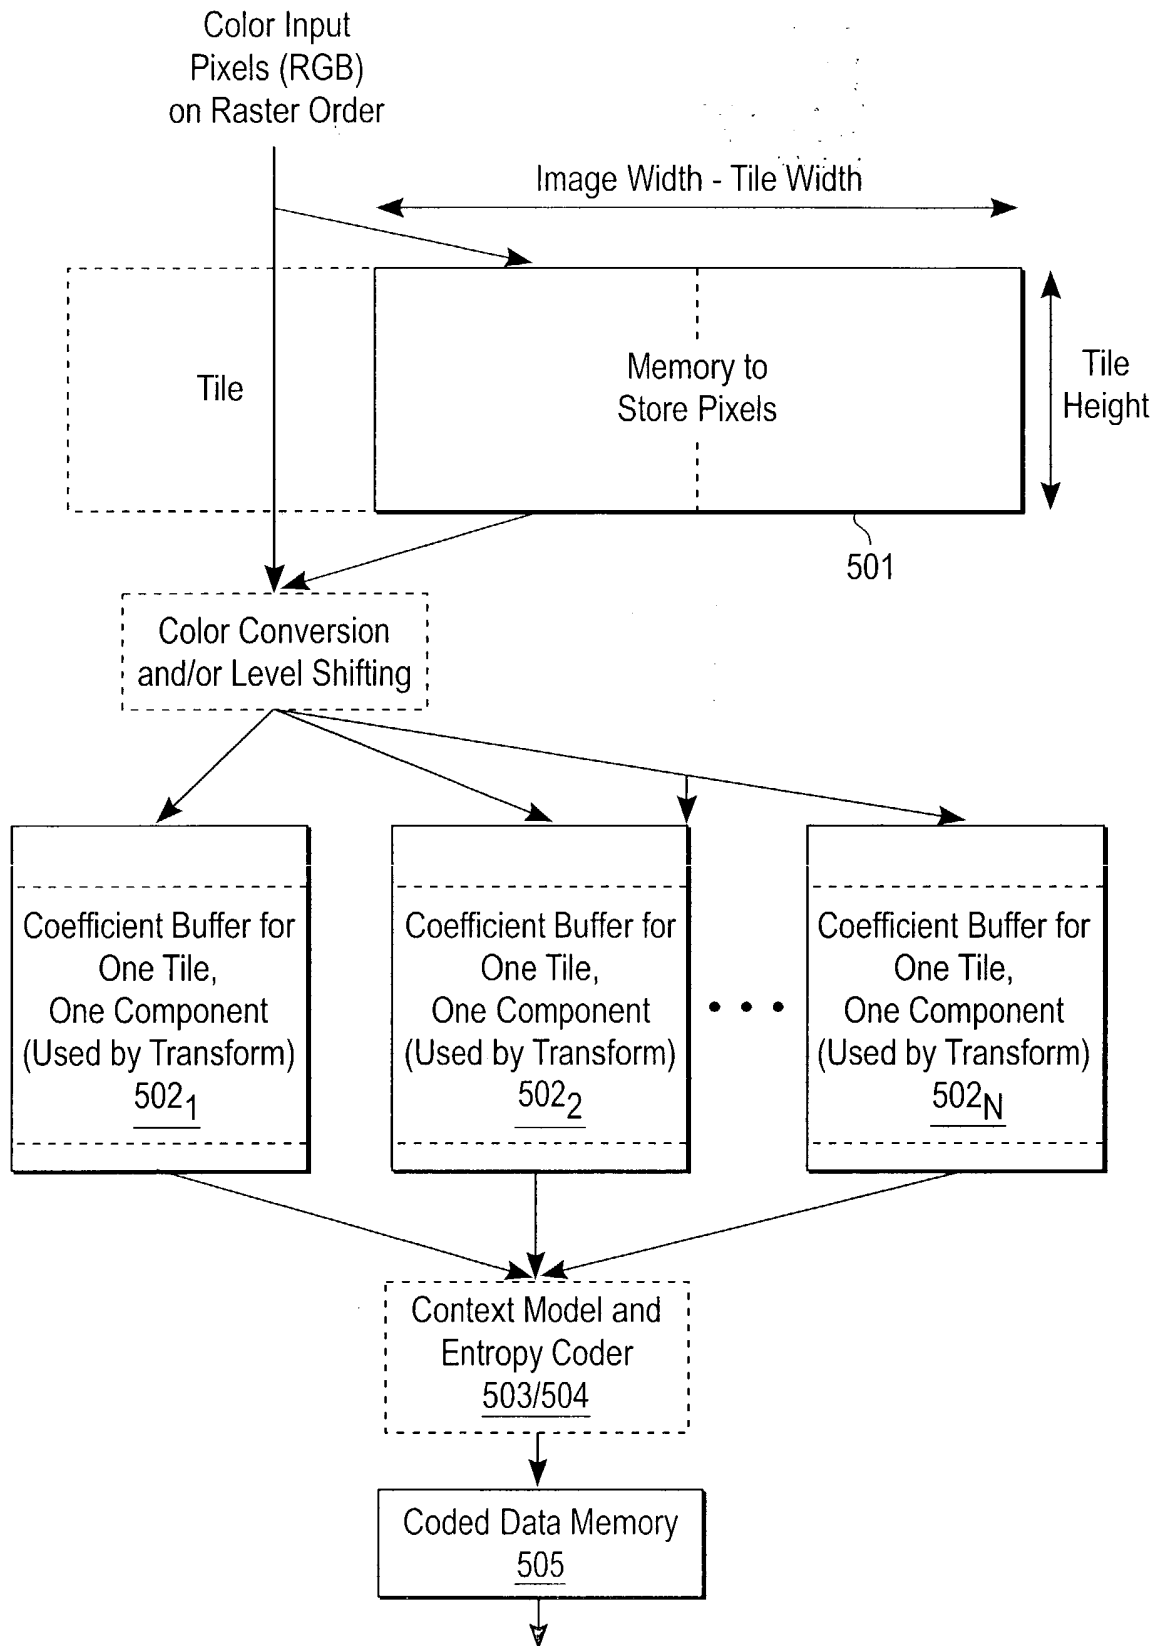 Color Input
Pixels (RGB)
on Raster Order
Image Width - Tile Width
Tile
Memory to
Store Pixels
Tile
Height
501
Color Conversion
and/or Level Shifting
Coefficient Buffer for
One Tile,
One Component
(Used by Transform)
502₁
Coefficient Buffer for
One Tile,
One Component
(Used by Transform)
502₂
Coefficient Buffer for
One Tile,
One Component
(Used by Transform)
502N
Context Model and
Entropy Coder
503/504
Coded Data Memory
505